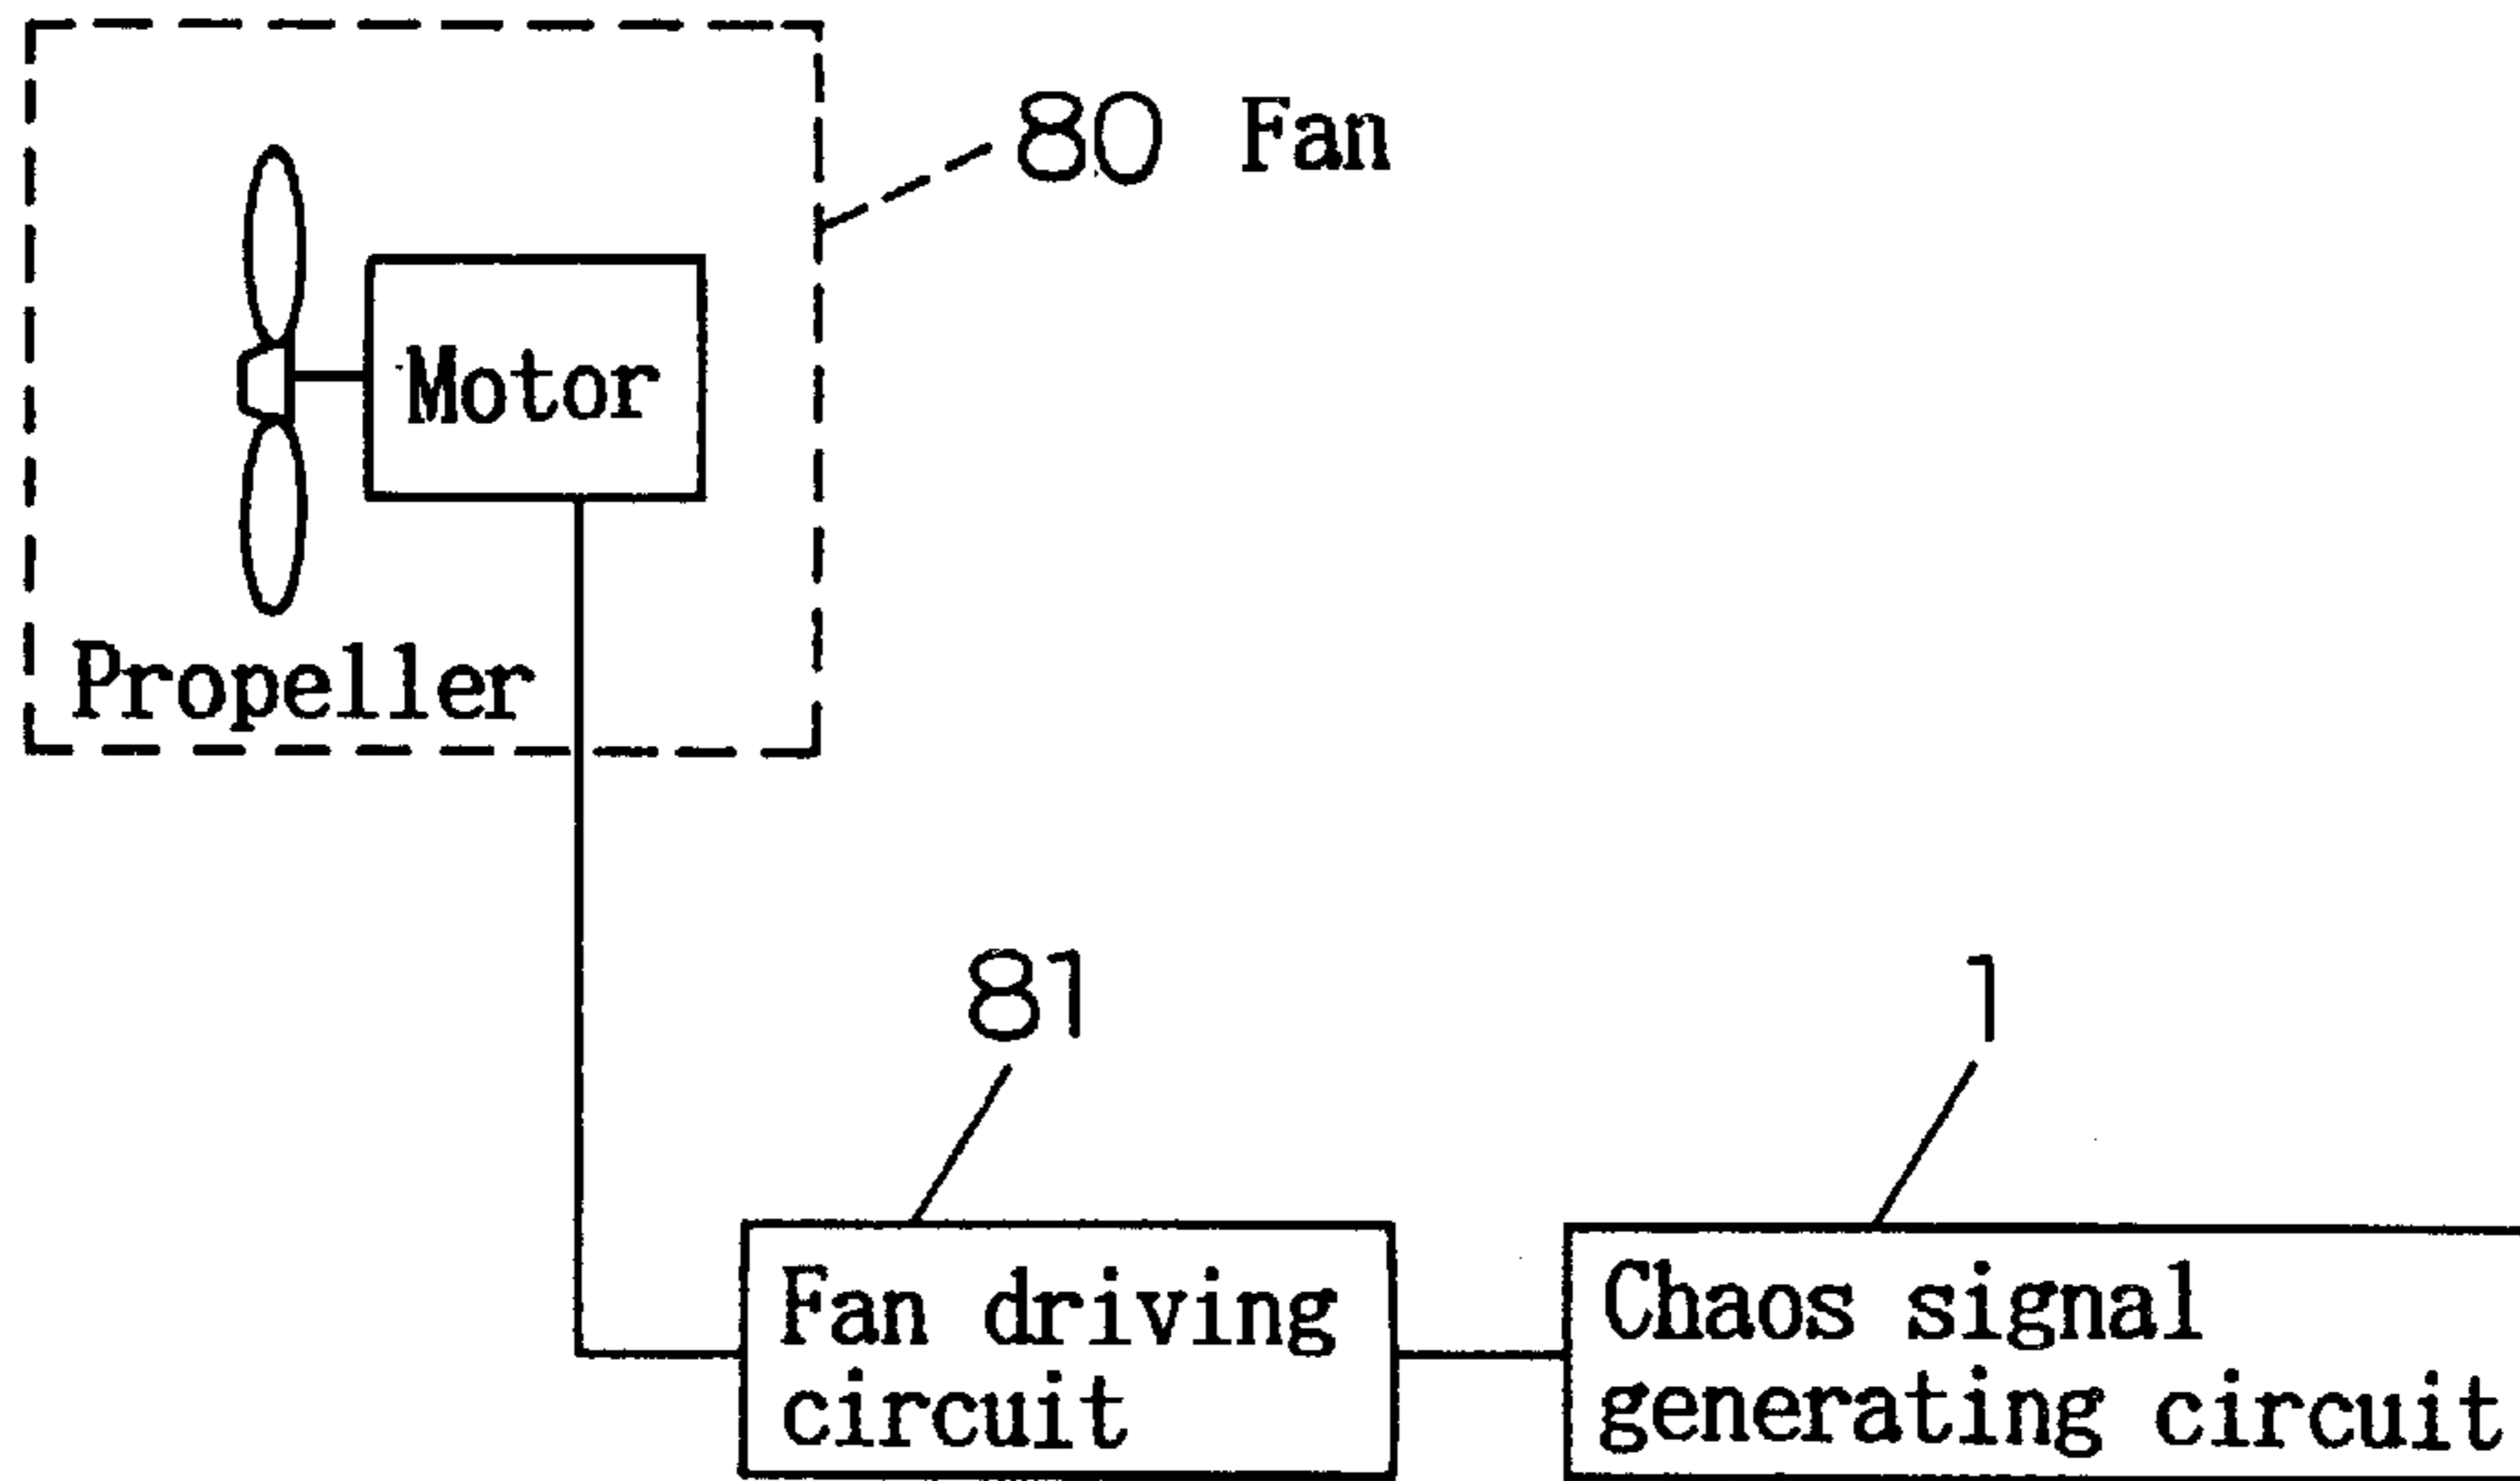 80 Fan
Motor
Propeller
81
1
Fan driving
circuit
Chaos signal
generating circuit